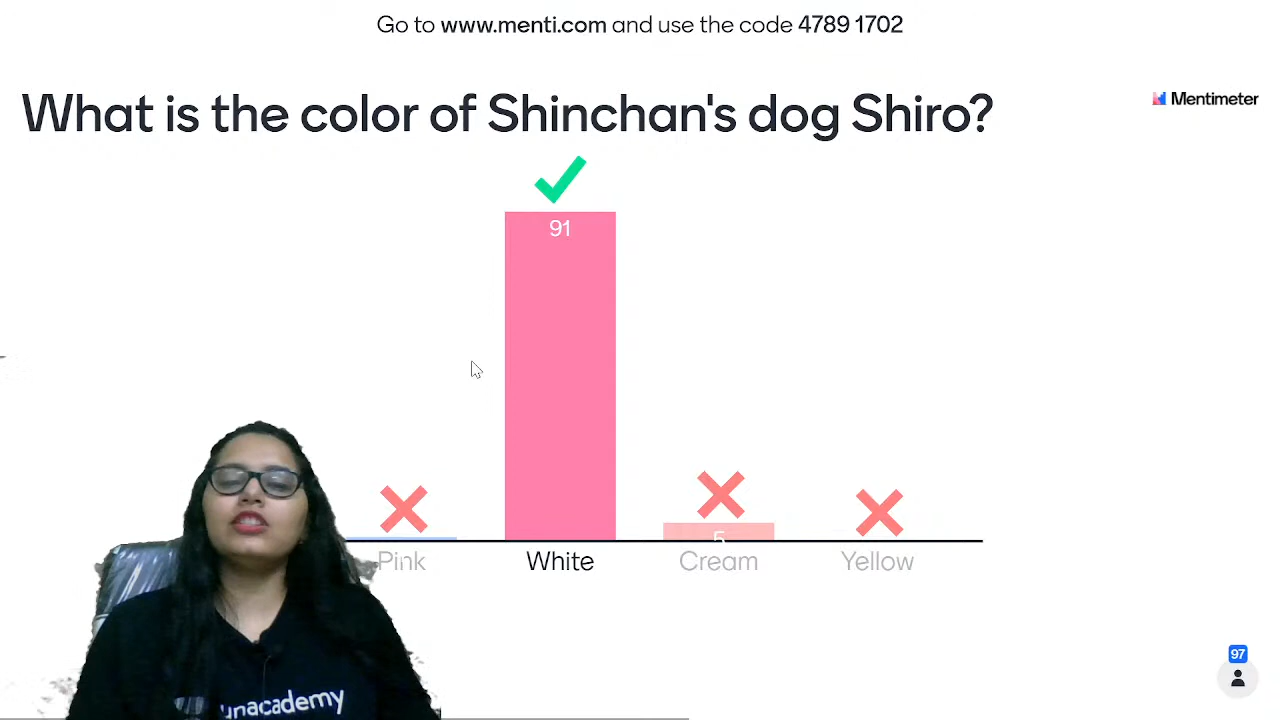 Go to www.menti.com and use the code 4789 1702
What is the color of Shinchan's dog Shiro?
Mentimeter
91
5
Pink
White
Cream
Yellow
97
unacademy